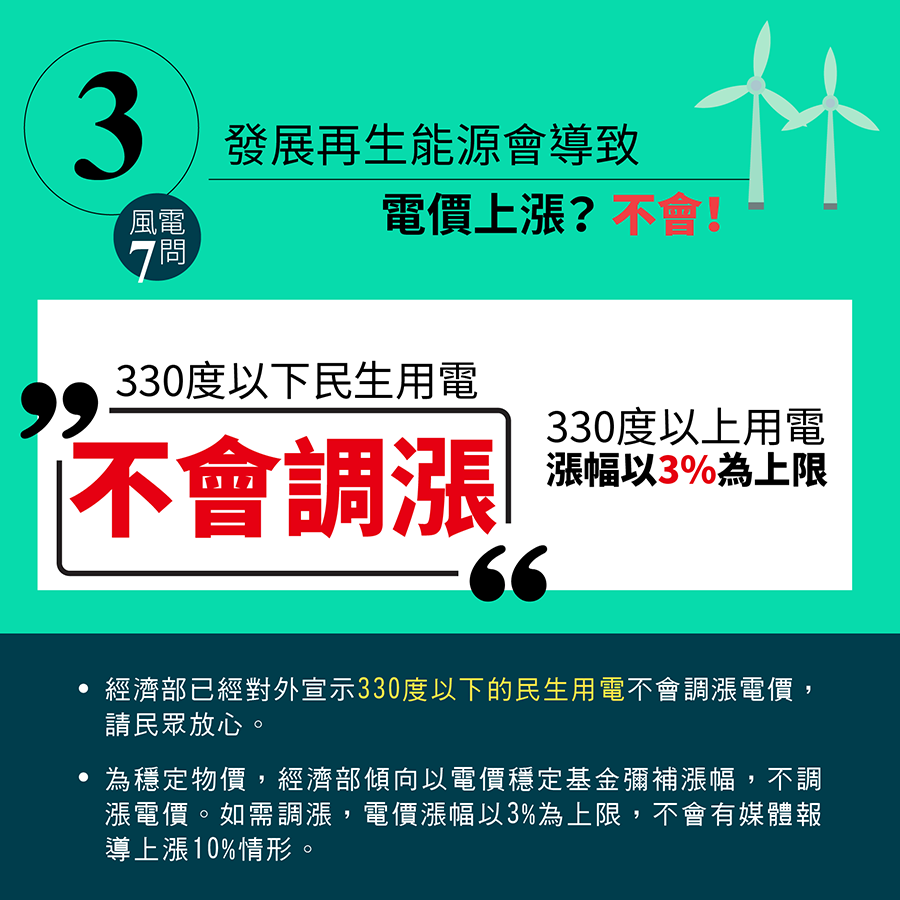 3
風電
7問
發展再生能源會導致
電價上漲?不會!
330度以下民生用電
不會調漲
330度以上用電
漲幅以3%為上限
• 經濟部已經對外宣示330度以下的民生用電不會調漲電價，
請民眾放心。
• 為穩定物價，經濟部傾向以電價穩定基金彌補漲幅，不調
漲電價。如需調漲，電價漲幅以3%為上限，不會有媒體報
導上漲10%情形。